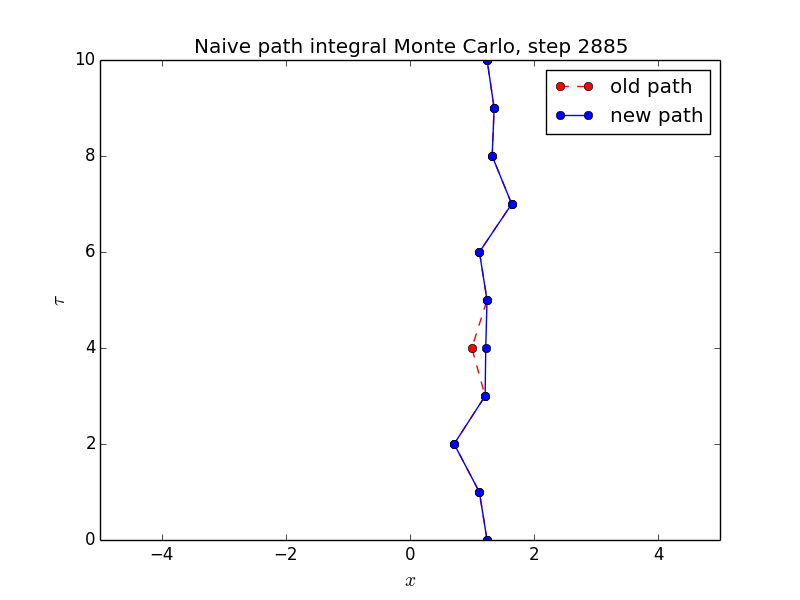 Naive path integral Monte Carlo, step 2885
10
8
6
4
2
0
τ
old path
new path
−4 −2 0 2 4
x